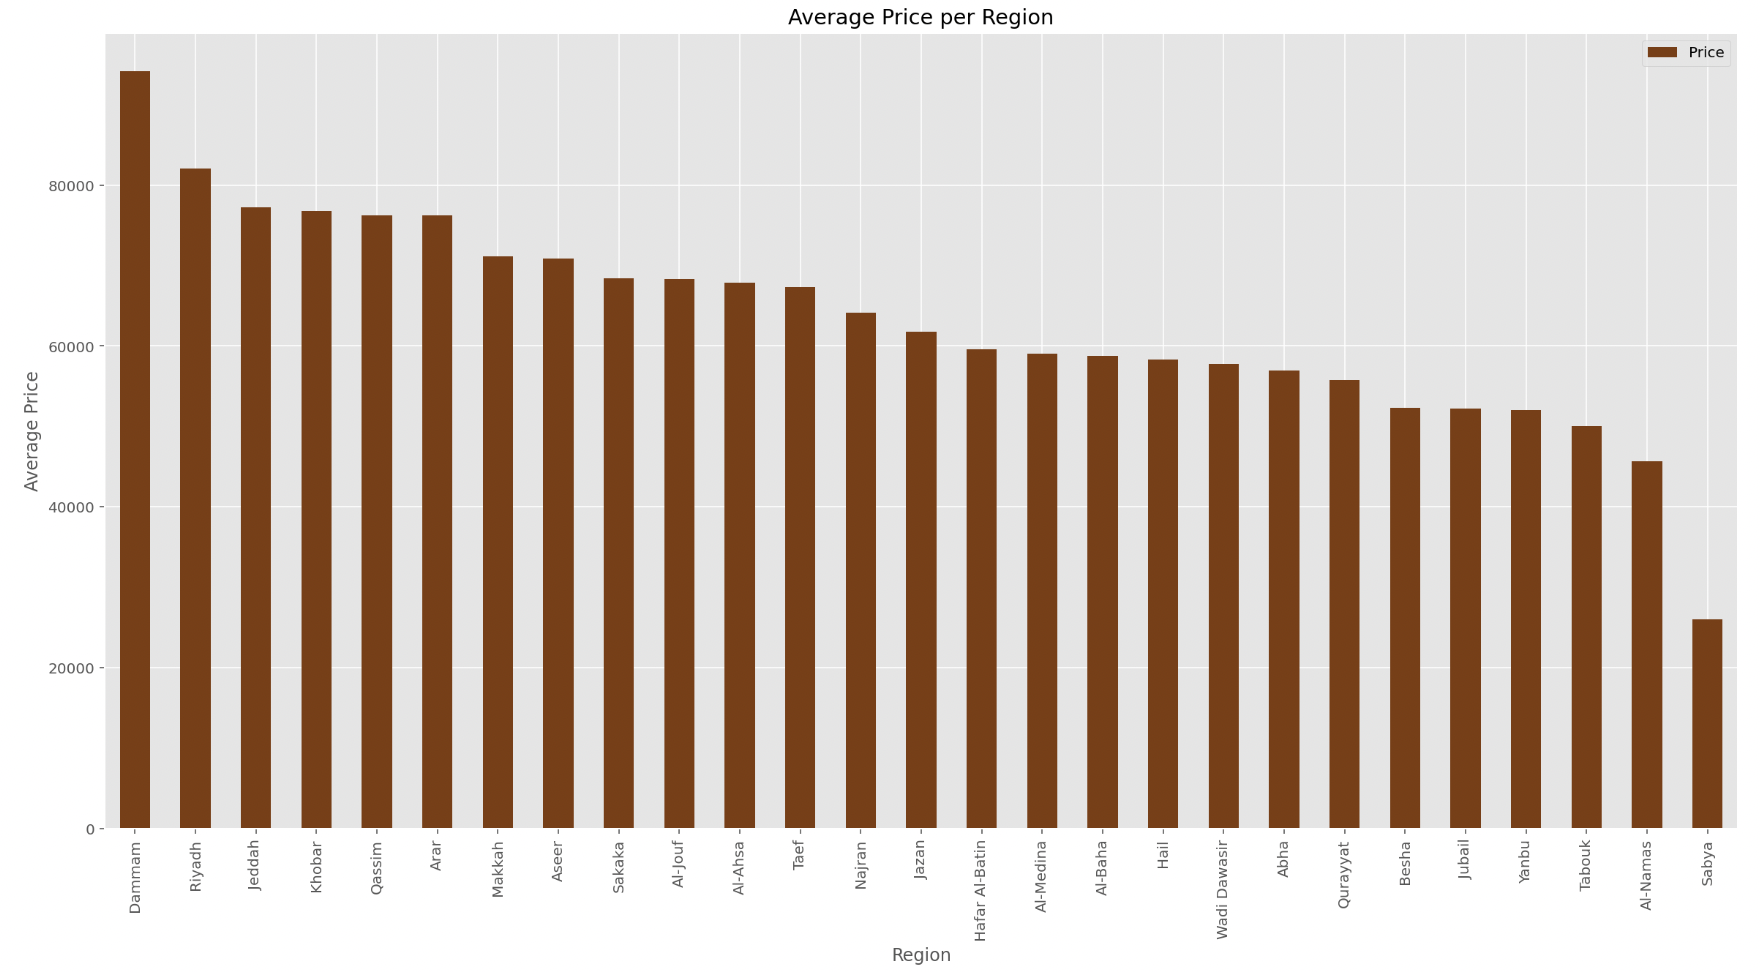 Average Price per Region
Price
80000
60000
40000
20000
0
Average Price
Dammam
Riyadh
Jeddah
Khobar
Qassim
Arar
Makkah
Aseer
Sakaka
Al-Jouf
Al-Ahsa
Taef
Najran
Jazan
Hafar Al-Batin
Al-Medina
Al-Baha
Hail
Wadi Dawasir
Abha
Qurayyat
Besha
Jubail
Yanbu
Tabouk
Al-Namas
Sabya
Region